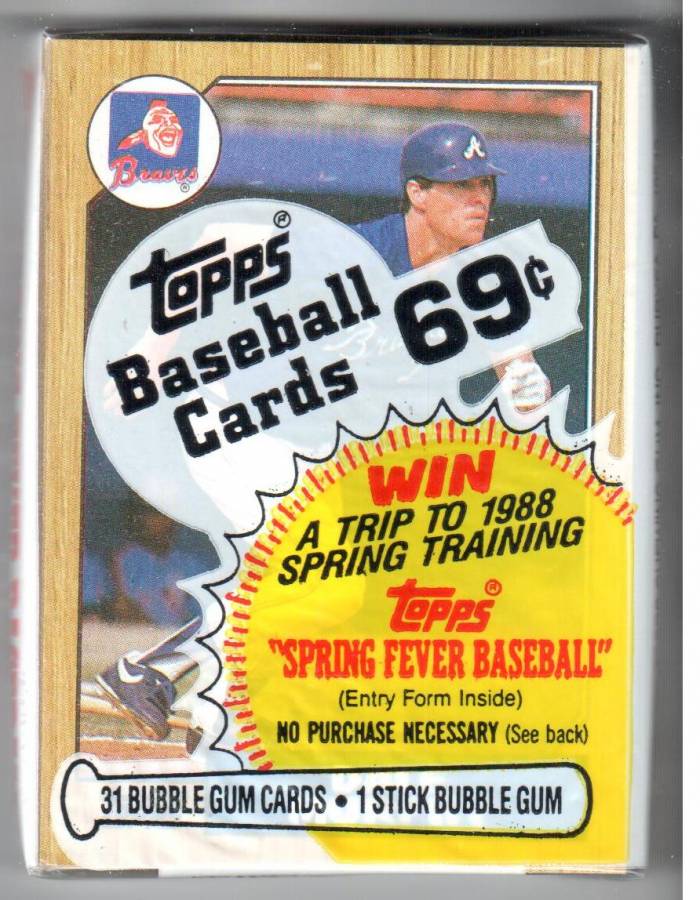 Braves
®
A
topps®
Baseball
Cards
69¢
WIN
A TRIP TO 1988
SPRING TRAINING
topps®
"SPRING FEVER BASEBALL"
(Entry Form Inside)
NO PURCHASE NECESSARY (See back)
31 BUBBLE GUM CARDS • 1 STICK BUBBLE GUM